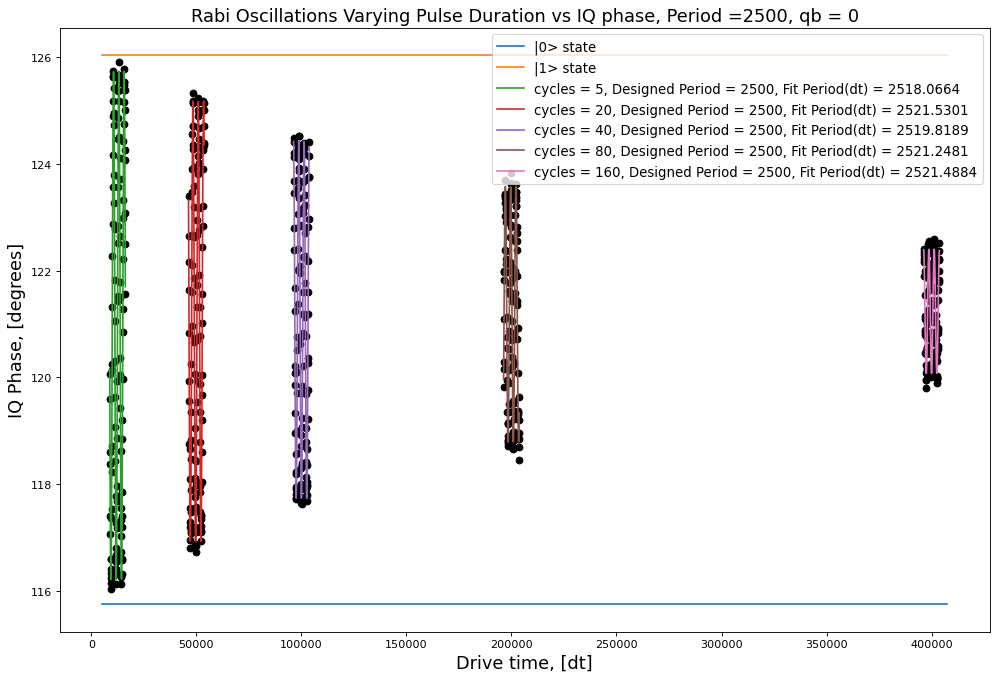 Rabi Oscillations Varying Pulse Duration vs IQ phase, Period =2500, qb = 0
126
124
122
120
118
116
IQ Phase, [degrees]
|0> state
|1> state
cycles = 5, Designed Period = 2500, Fit Period(dt) = 2518.0664
cycles = 20, Designed Period = 2500, Fit Period(dt) = 2521.5301
cycles = 40, Designed Period = 2500, Fit Period(dt) = 2519.8189
cycles = 80, Designed Period = 2500, Fit Period(dt) = 2521.2481
cycles = 160, Designed Period = 2500, Fit Period(dt) = 2521.4884
0 50000 100000 150000 200000 250000 300000 350000 400000
Drive time, [dt]